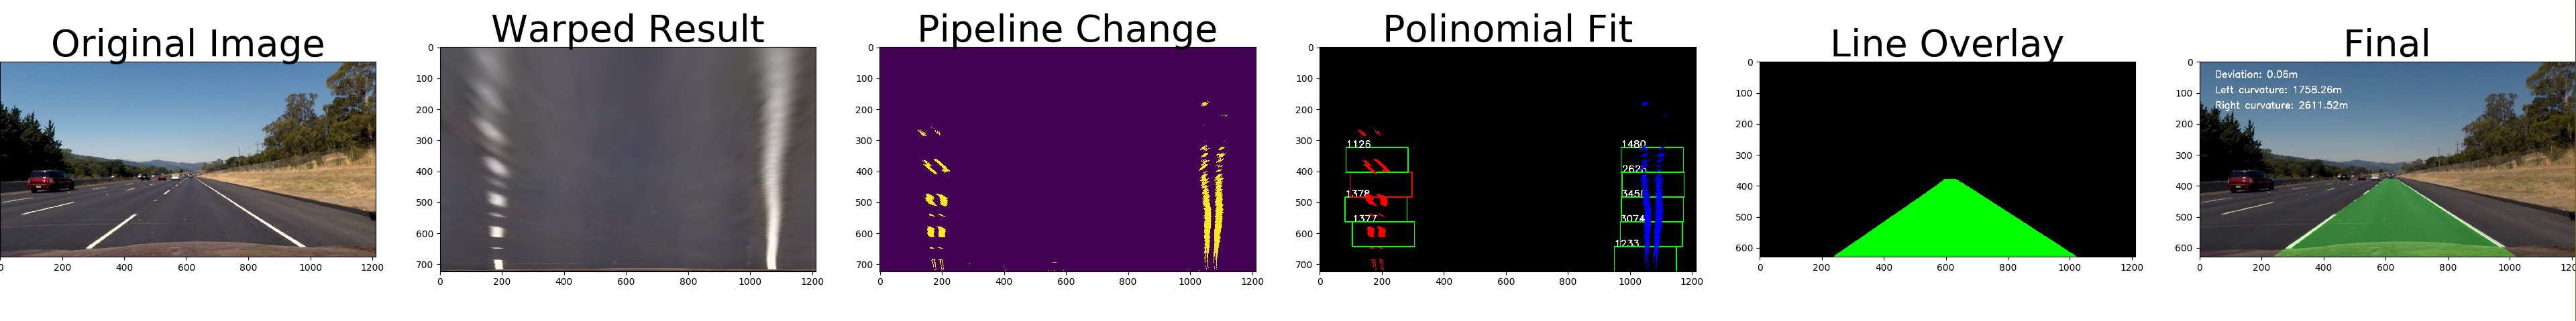 Original Image
0 200 400 600 800 1000 1200
Warped Result
0
100
200
300
400
500
600
700
0 200 400 600 800 1000 1200
Pipeline Change
0
100
200
300
400
500
600
700
0 200 400 600 800 1000 1200
Polinomial Fit
0
100
200
300
400
500
600
700
1126
1378
1377
1480
3074
1233
0 200 400 600 800 1000 1200
Line Overlay
0
100
200
300
400
500
600
0 200 400 600 800 1000 1200
Final
0
100
200
300
400
500
600
Deviation: 0.06m
Left curvature: 1758.26m
Right curvature: 2611.52m
0 200 400 600 800 1000